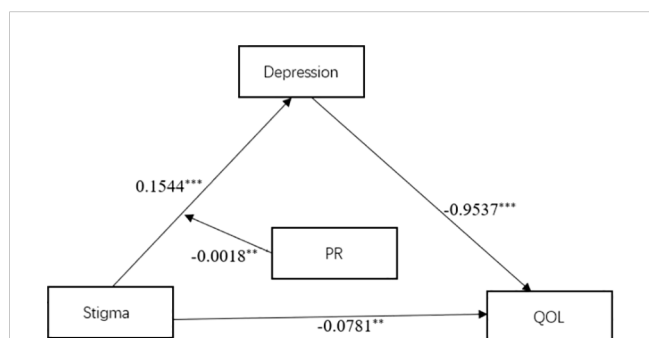 Depression
0.1544***
-0.9537***
-0.0018**
PR
Stigma
-0.0781**
QOL